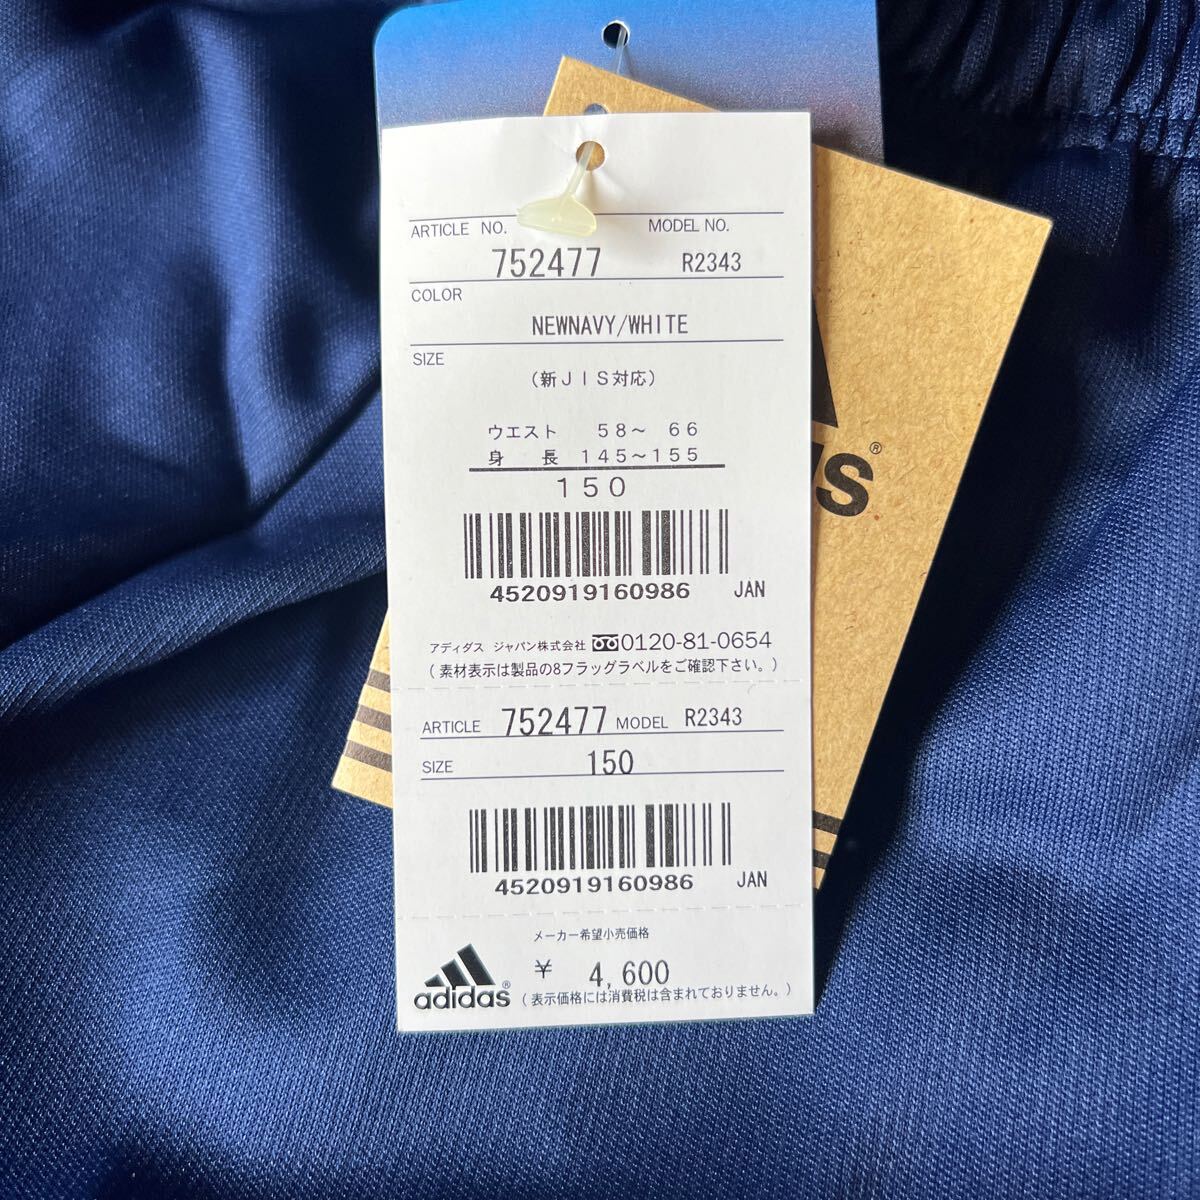 ARTICLE NO. MODEL NO.
752477 R2343
COLOR
NEWNAVY/WHITE
SIZE
(新JIS対応)
ウエスト 58～ 66
身 長 145～155
150
4520919160986 JAN
アディダス ジャパン株式会社 0120-81-0654
(素材表示は製品の8フラッグラベルをご確認下さい。)
ARTICLE 752477 MODEL R2343
SIZE 150
4520919160986 JAN
メーカー希望小売価格
¥ 4,600
adidas® (表示価格には消費税は含まれておりません。)